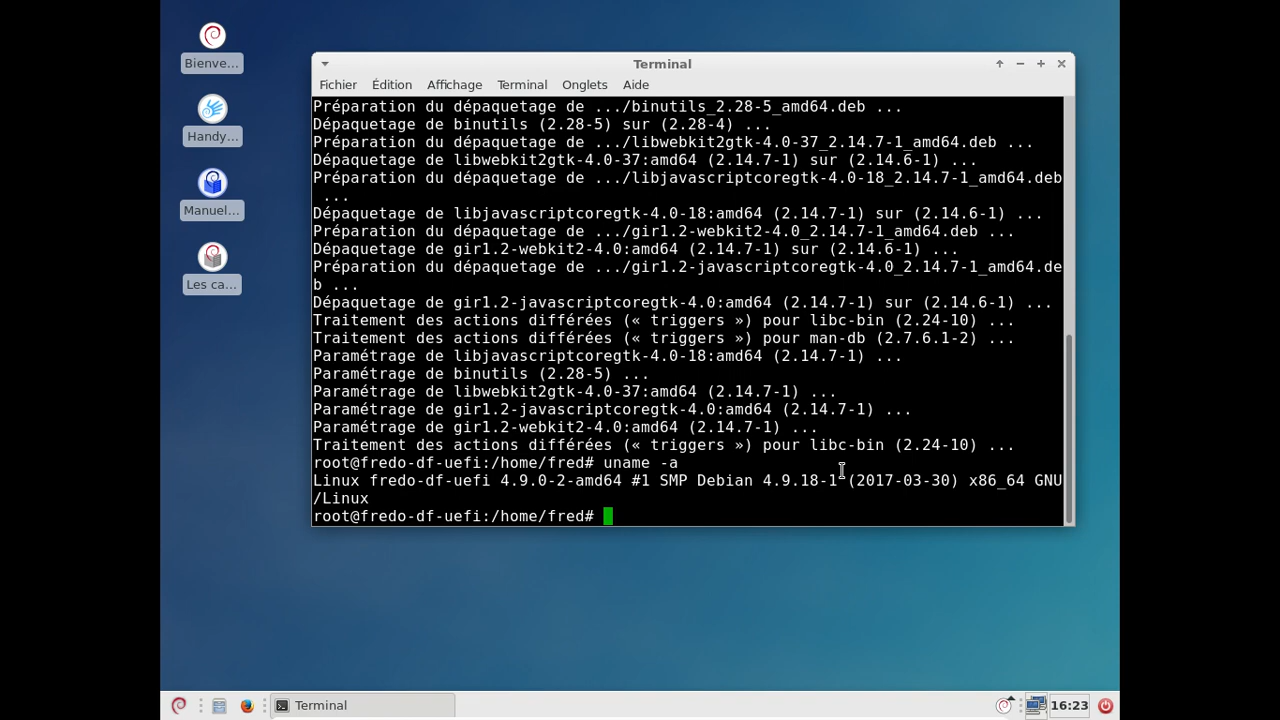 Bienve...
Handy...
Manuel...
Les ca...
Terminal
Fichier Édition Affichage Terminal Onglets Aide
Préparation du dépaquetage de .../binutils_2.28-5_amd64.deb ...
Dépaquetage de binutils (2.28-5) sur (2.28-4) ...
Préparation du dépaquetage de .../libwebkit2gtk-4.0-37_2.14.7-1_amd64.deb ...
Dépaquetage de libwebkit2gtk-4.0-37:amd64 (2.14.7-1) sur (2.14.6-1) ...
Préparation du dépaquetage de .../libjavascriptcoregtk-4.0-18_2.14.7-1_amd64.deb
...
Dépaquetage de libjavascriptcoregtk-4.0-18:amd64 (2.14.7-1) sur (2.14.6-1) ...
Préparation du dépaquetage de .../gir1.2-webkit2-4.0_2.14.7-1_amd64.deb ...
Dépaquetage de gir1.2-webkit2-4.0:amd64 (2.14.7-1) sur (2.14.6-1) ...
Préparation du dépaquetage de .../gir1.2-javascriptcoregtk-4.0_2.14.7-1_amd64.de
b ...
Dépaquetage de gir1.2-javascriptcoregtk-4.0:amd64 (2.14.7-1) sur (2.14.6-1) ...
Traitement des actions différées (« triggers ») pour libc-bin (2.24-10) ...
Traitement des actions différées (« triggers ») pour man-db (2.7.6.1-2) ...
Paramétrage de libjavascriptcoregtk-4.0-18:amd64 (2.14.7-1) ...
Paramétrage de binutils (2.28-5) ...
Paramétrage de libwebkit2gtk-4.0-37:amd64 (2.14.7-1) ...
Paramétrage de gir1.2-javascriptcoregtk-4.0:amd64 (2.14.7-1) ...
Paramétrage de gir1.2-webkit2-4.0:amd64 (2.14.7-1) ...
Traitement des actions différées (« triggers ») pour libc-bin (2.24-10) ...
root@fredo-df-uefi:/home/fred# uname -a
Linux fredo-df-uefi 4.9.0-2-amd64 #1 SMP Debian 4.9.18-1 (2017-03-30) x86_64 GNU
/Linux
root@fredo-df-uefi:/home/fred#
Terminal
16:23